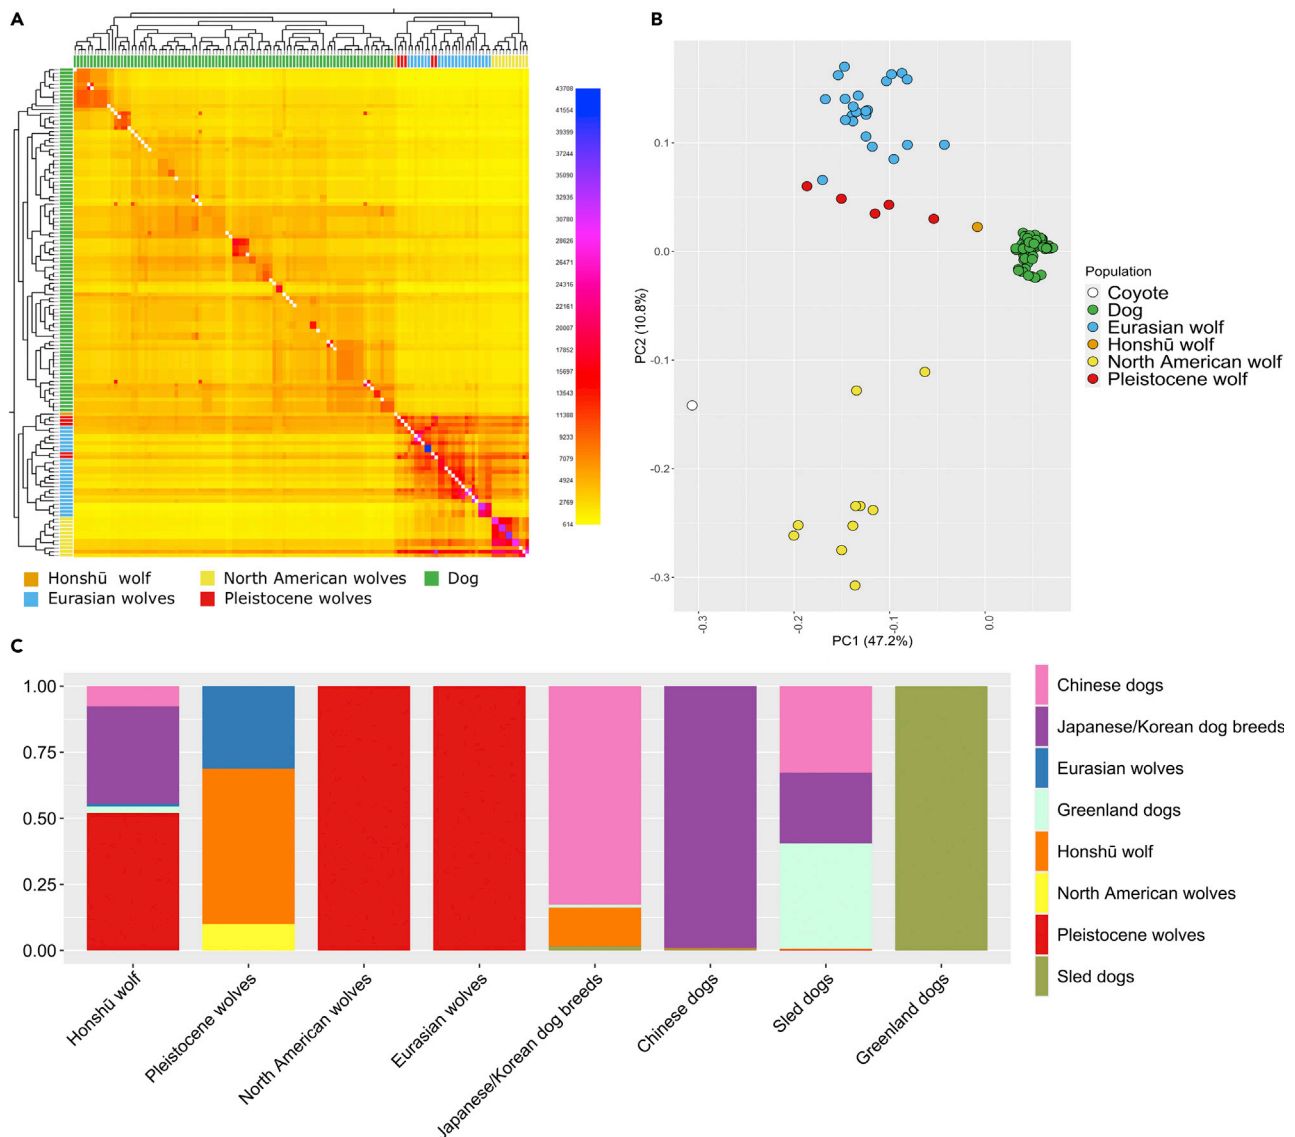 A
43708
41554
39399
37244
35090
32936
30780
28626
26471
24316
22161
20007
17852
15697
13543
11388
9233
7079
4924
2769
614
Honshū wolf
North American wolves
Dog
Eurasian wolves
Pleistocene wolves
B
PC2 (10.8%)
0.1
0.0
-0.1
-0.2
-0.3
-0.3
-0.2
-0.1
0.0
PC1 (47.2%)
Population
Coyote
Dog
Eurasian wolf
Honshū wolf
North American wolf
Pleistocene wolf
C
1.00
0.75
0.50
0.25
0.00
Honshū wolf
Pleistocene wolves
North American wolves
Eurasian wolves
Japanese/Korean dog breeds
Chinese dogs
Sled dogs
Greenland dogs
Chinese dogs
Japanese/Korean dog breeds
Eurasian wolves
Greenland dogs
Honshū wolf
North American wolves
Pleistocene wolves
Sled dogs